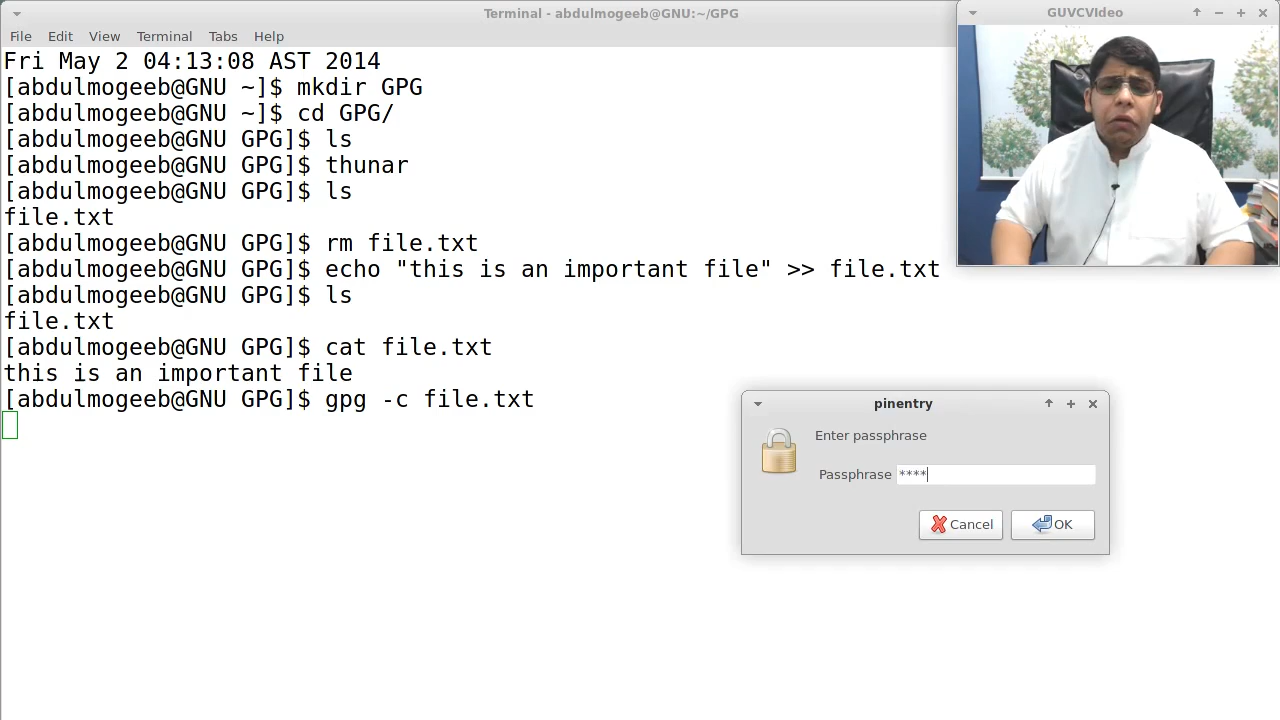 Terminal - abdulmogeeb@GNU:~/GPG
File Edit View Terminal Tabs Help
Fri May 2 04:13:08 AST 2014
[abdulmogeeb@GNU ~]$ mkdir GPG
[abdulmogeeb@GNU ~]$ cd GPG/
[abdulmogeeb@GNU GPG]$ ls
[abdulmogeeb@GNU GPG]$ thunar
[abdulmogeeb@GNU GPG]$ ls
file.txt
[abdulmogeeb@GNU GPG]$ rm file.txt
[abdulmogeeb@GNU GPG]$ echo "this is an important file" >> file.txt
[abdulmogeeb@GNU GPG]$ ls
file.txt
[abdulmogeeb@GNU GPG]$ cat file.txt
this is an important file
[abdulmogeeb@GNU GPG]$ gpg -c file.txt
GUVCVIdeo
pinentry
Enter passphrase
Passphrase ****
Cancel OK